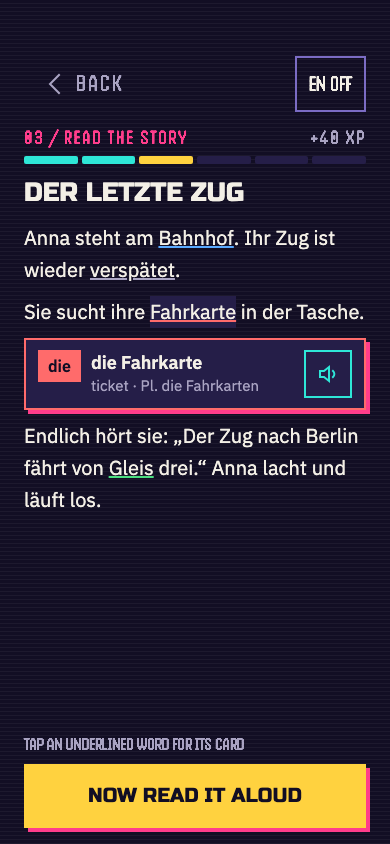 BACK
EN OFF
03 / READ THE STORY
+40 XP
DER LETZTE ZUG
Anna steht am Bahnhof. Ihr Zug ist
wieder verspätet.
Sie sucht ihre Fahrkarte in der Tasche.
die
die Fahrkarte
ticket · Pl. die Fahrkarten
Endlich hört sie: „Der Zug nach Berlin
fährt von Gleis drei.“ Anna lacht und
läuft los.
TAP AN UNDERLINED WORD FOR ITS CARD
NOW READ IT ALOUD